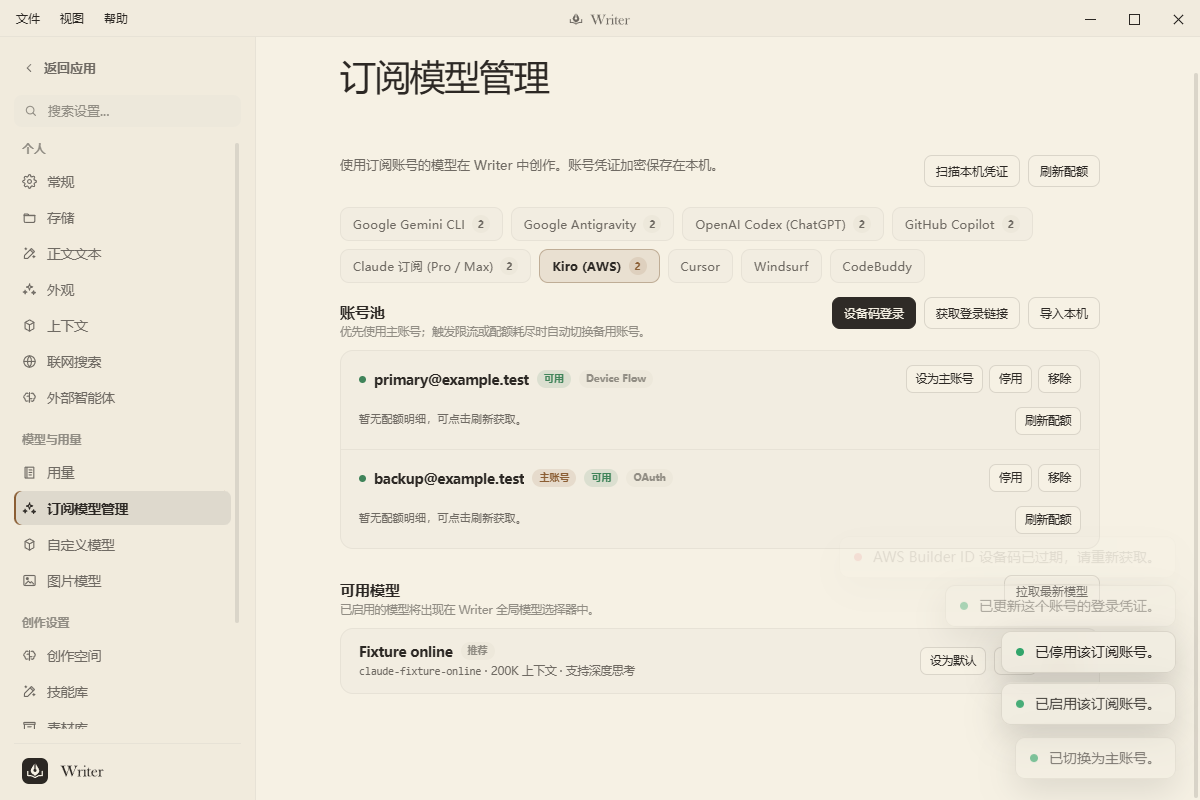 文件 视图 帮助 Writer
返回应用
搜索设置...
个人
常规
存储
正文文本
外观
上下文
联网搜索
外部智能体
模型与用量
用量
订阅模型管理
自定义模型
图片模型
创作设置
创作空间
技能库
素材库
Writer
订阅模型管理
使用订阅账号的模型在 Writer 中创作。账号凭证加密保存在本机。
扫描本机凭证 刷新配额
Google Gemini CLI 2 Google Antigravity 2 OpenAI Codex (ChatGPT) 2 GitHub Copilot 2
Claude 订阅 (Pro / Max) 2 Kiro (AWS) 2 Cursor Windsurf CodeBuddy
账号池
优先使用主账号；触发限流或配额耗尽时自动切换备用账号。
设备码登录 获取登录链接 导入本机
primary@example.test 可用 Device Flow 设为主账号 停用 移除
暂无配额明细，可点击刷新获取。 刷新配额
backup@example.test 主账号 可用 OAuth 停用 移除
暂无配额明细，可点击刷新获取。 刷新配额
AWS Builder ID 设备码已过期，请重新获取。
可用模型
已启用的模型将出现在 Writer 全局模型选择器中。
拉取最新模型
已更新这个账号的登录凭证。
Fixture online 推荐
claude-fixture-online · 200K 上下文 · 支持深度思考
设为默认
已停用该订阅账号。
已启用该订阅账号。
已切换为主账号。